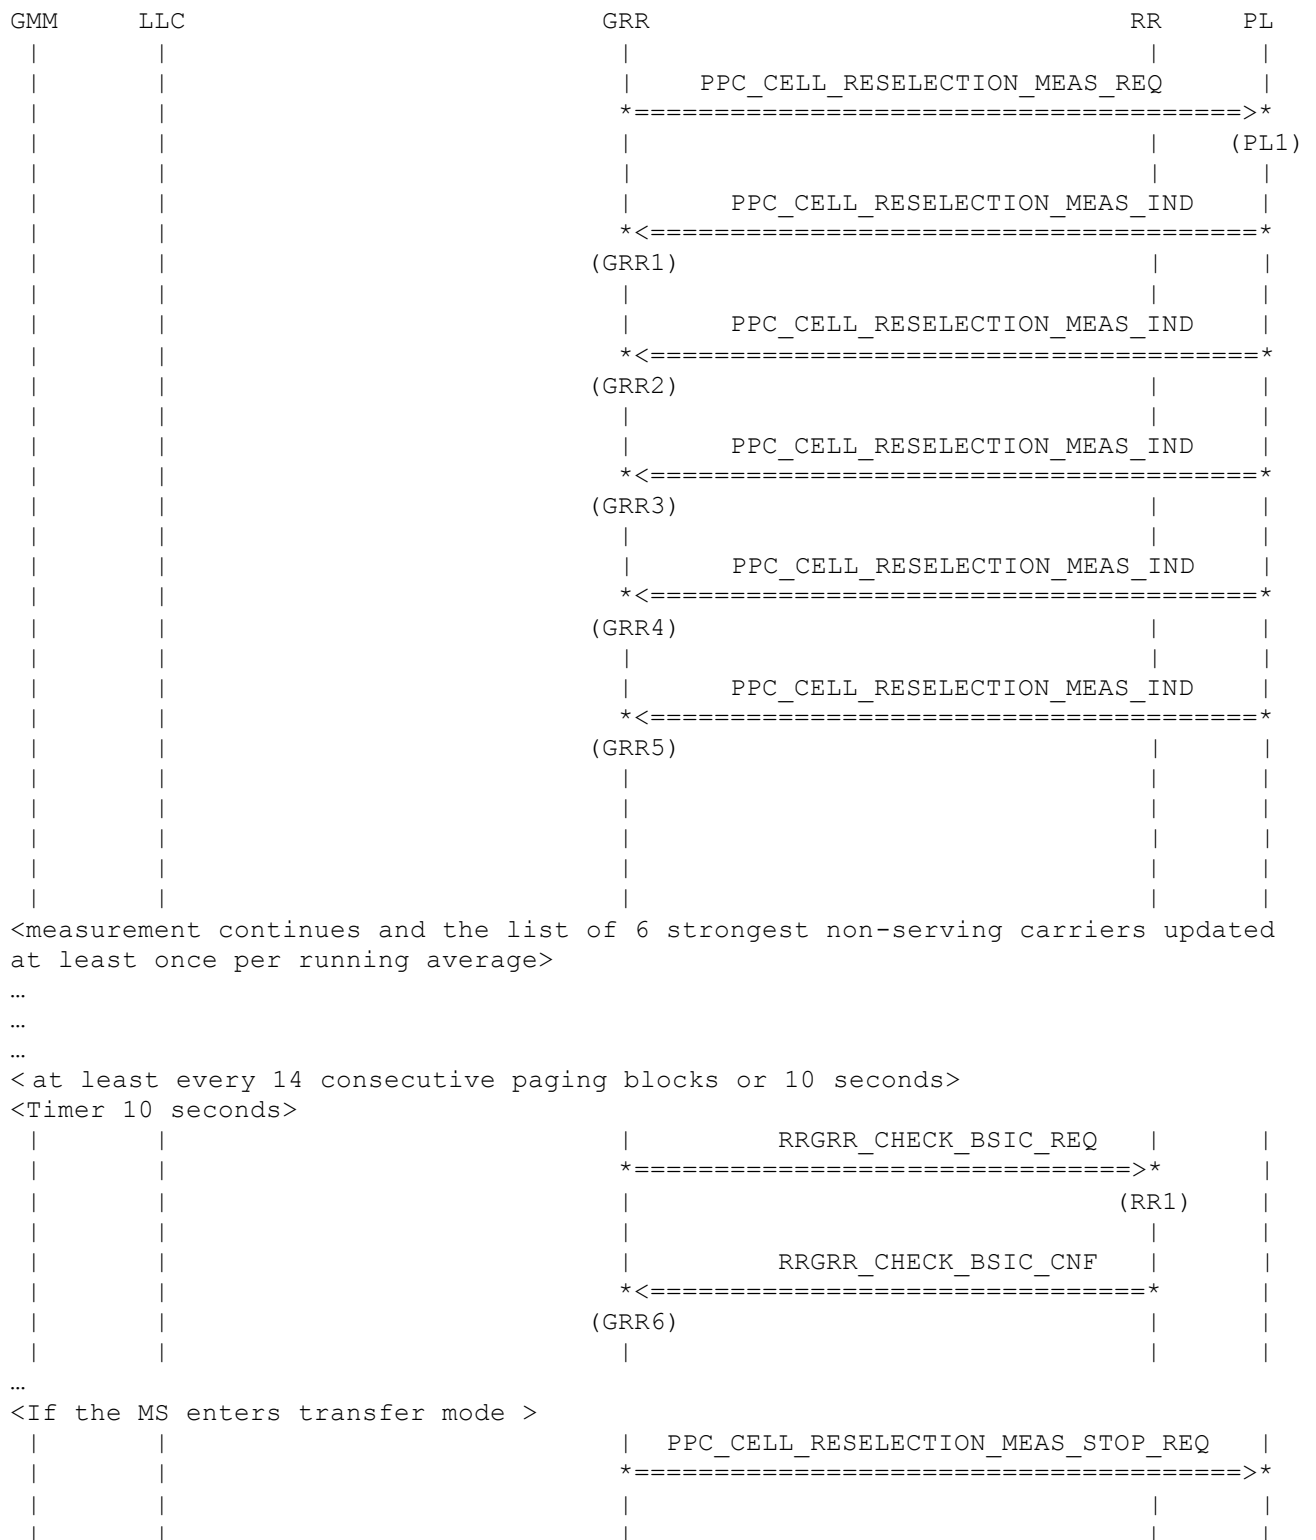 GMM LLC GRR RR PL
| | | | |
| | | PPC_CELL_RESELECTION_MEAS_REQ |
| | *======================================>*
| | | | (PL1)
| | | | |
| | | PPC_CELL_RESELECTION_MEAS_IND |
| | *<======================================*
| | (GRR1) | |
| | | | |
| | | PPC_CELL_RESELECTION_MEAS_IND |
| | *<======================================*
| | (GRR2) | |
| | | | |
| | | PPC_CELL_RESELECTION_MEAS_IND |
| | *<======================================*
| | (GRR3) | |
| | | | |
| | | PPC_CELL_RESELECTION_MEAS_IND |
| | *<======================================*
| | (GRR4) | |
| | | | |
| | | PPC_CELL_RESELECTION_MEAS_IND |
| | *<======================================*
| | (GRR5) | |
| | | | |
| | | | |
| | | | |
| | | | |
| | | | |
<measurement continues and the list of 6 strongest non-serving carriers updated
at least once per running average>
…
…
…
< at least every 14 consecutive paging blocks or 10 seconds>
<Timer 10 seconds>
| | | RRGRR_CHECK_BSIC_REQ | |
| | *===============================>* |
| | | (RR1) |
| | | | |
| | | RRGRR_CHECK_BSIC_CNF | |
| | *<===============================* |
| | (GRR6) | |
| | | | |
…
<If the MS enters transfer mode >
| | | PPC_CELL_RESELECTION_MEAS_STOP_REQ |
| | *======================================>*
| | | | |
| | | | |